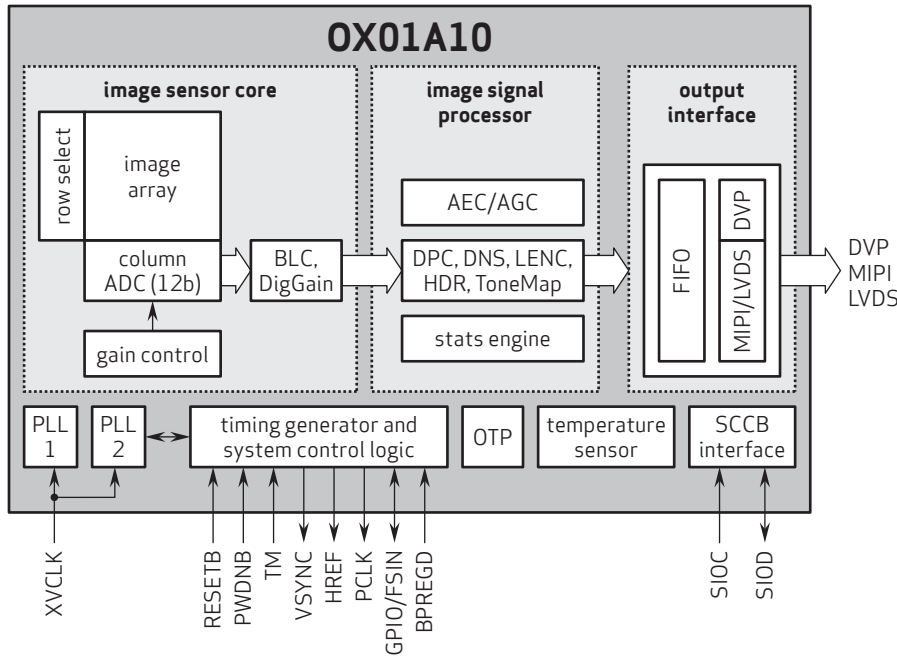 OX01A10
image sensor core
row select
image
array
column
ADC (12b)
gain control
BLC,
DigGain
image signal
processor
AEC/AGC
DPC, DNS, LENC,
HDR, ToneMap
stats engine
output
interface
FIFO
DVP
MIPI/LVDS
DVP
MIPI
LVDS
PLL
1
PLL
2
timing generator and
system control logic
OTP
temperature
sensor
SCCB
interface
XVCLK
RESETB
PWDNB
TM
VSYNC
HREF
PCLK
GPIO/FSIN
BPREGD
SIOC
SIOD